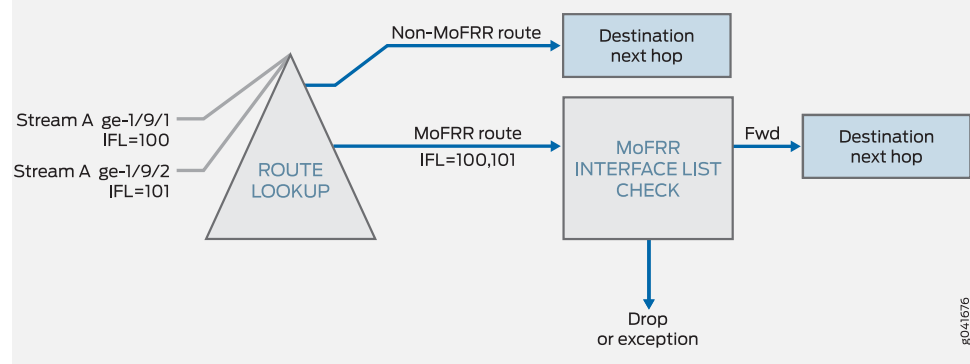 Non-MoFRR route
Destination
next hop
Stream A ge-1/9/1
IFL=100
Stream A ge-1/9/2
IFL=101
ROUTE
LOOKUP
MoFRR route
IFL=100,101
MoFRR
INTERFACE LIST
CHECK
Fwd
Destination
next hop
Drop
or exception
g041676